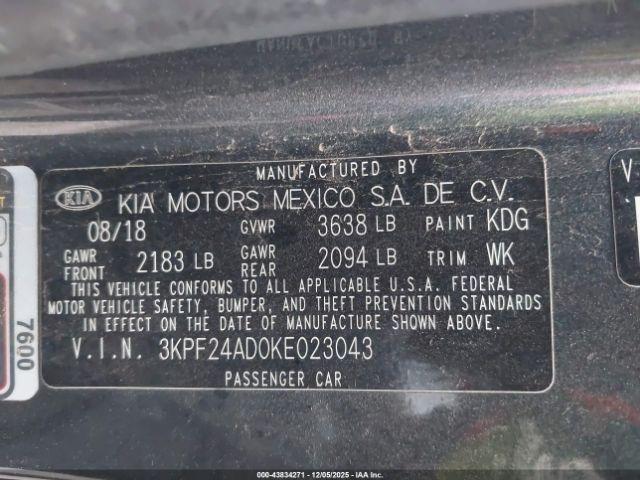 MANUFACTURED BY
KIA KIA MOTORS MEXICO S.A. DE C.V.
08/18 GVWR 3638 LB PAINT KDG
GAWR FRONT 2183 LB GAWR REAR 2094 LB TRIM WK
THIS VEHICLE CONFORMS TO ALL APPLICABLE U.S.A. FEDERAL
MOTOR VEHICLE SAFETY, BUMPER, AND THEFT PREVENTION STANDARDS
IN EFFECT ON THE DATE OF MANUFACTURE SHOWN ABOVE.
V.I.N. 3KPF24AD0KE023043
PASSENGER CAR
7600
000-43834271 - 12/05/2025 - IAA Inc.